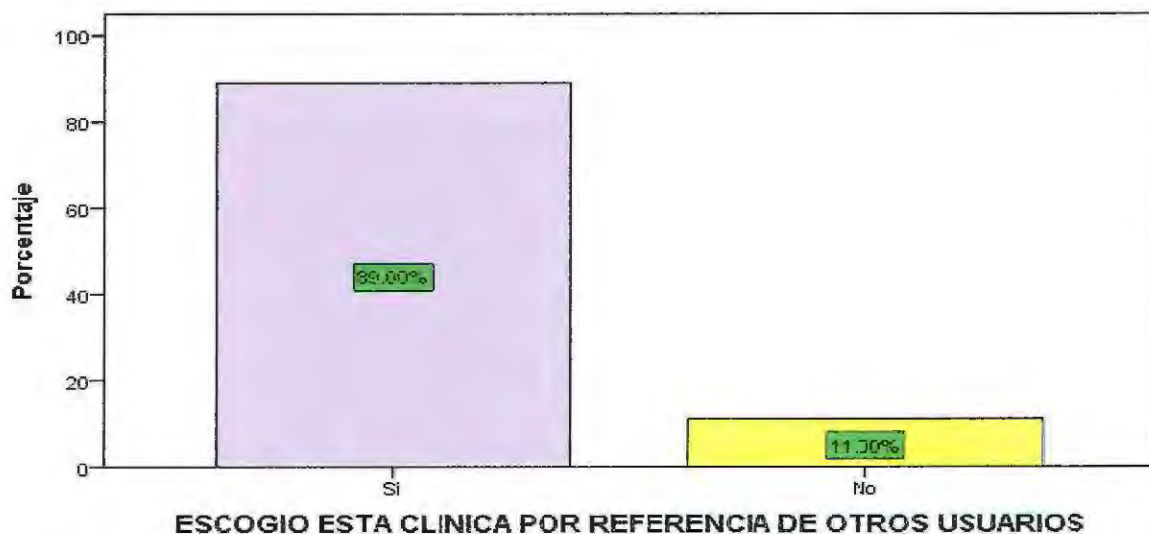 100
80
60
40
20
0
Porcentaje
89.00%
11.00%
Si
No
ESCOGIO ESTA CLINICA POR REFERENCIA DE OTROS USUARIOS